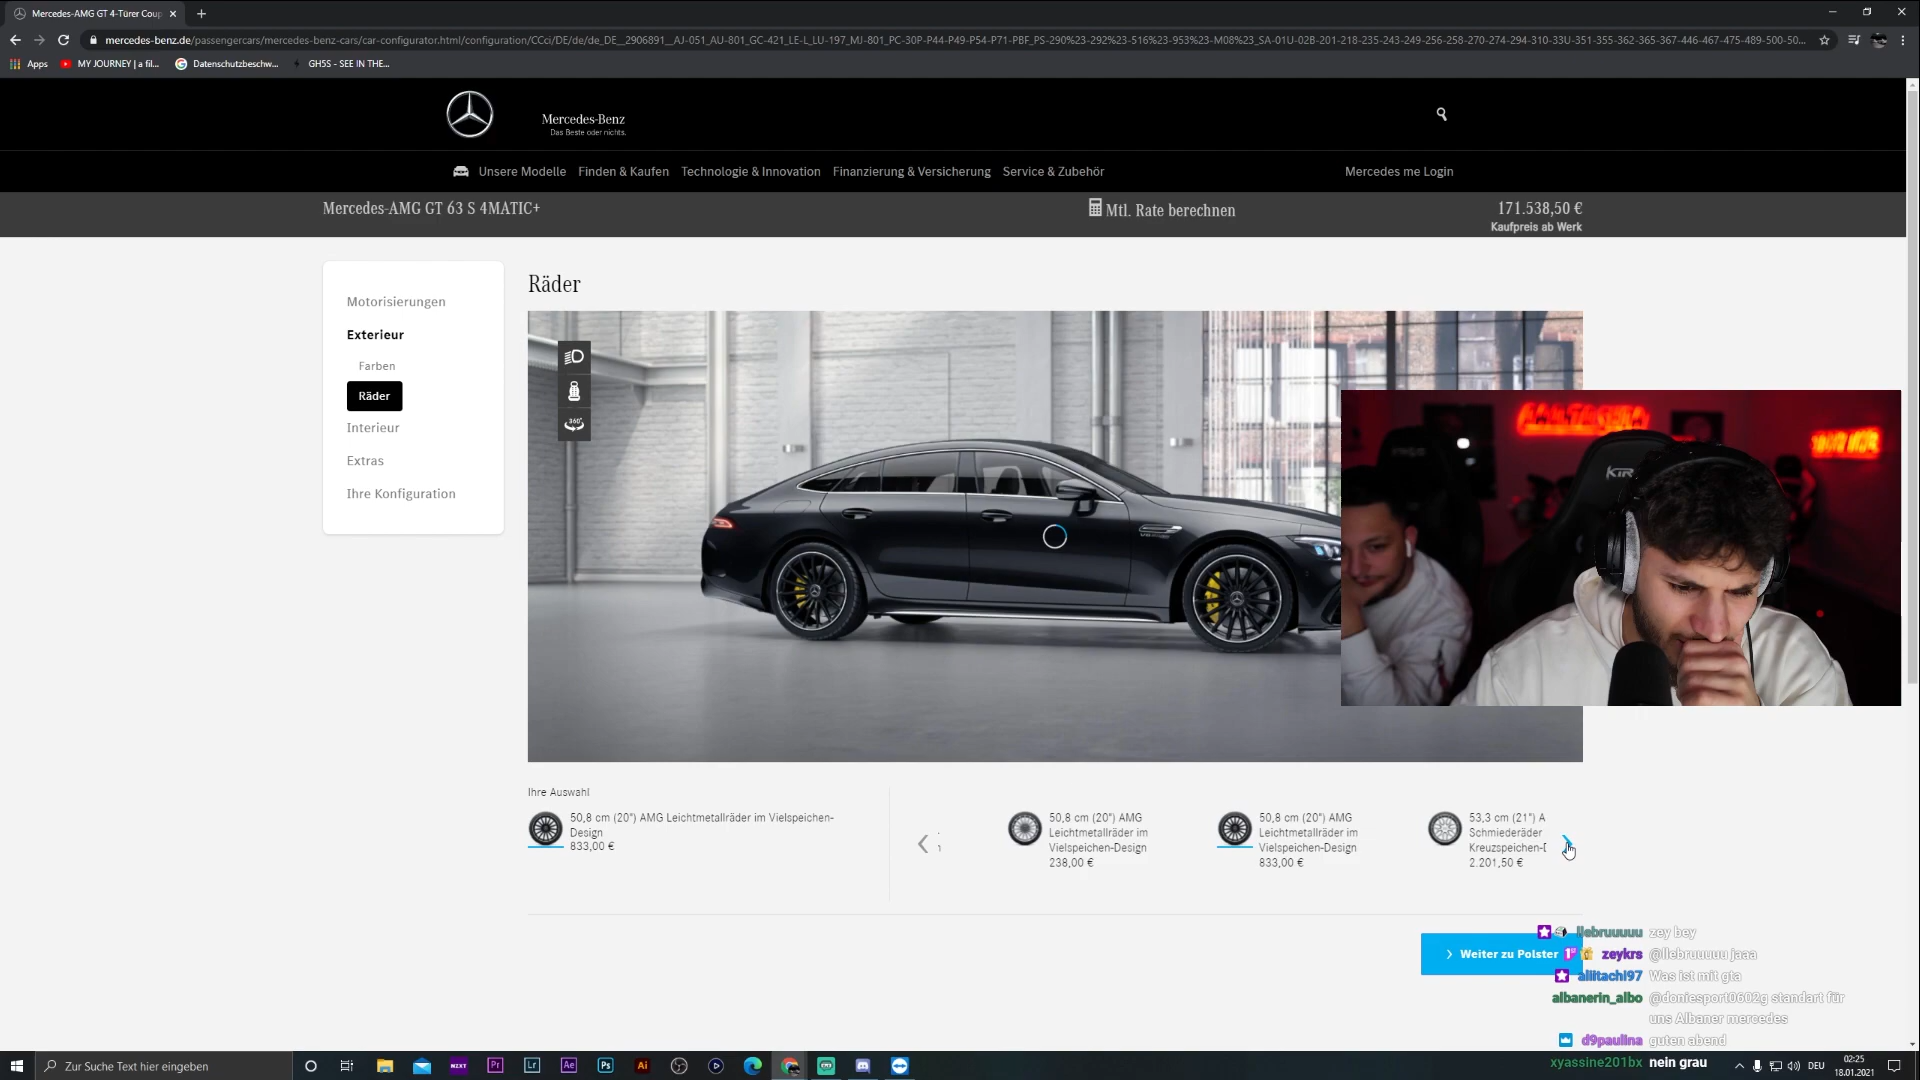 Mercedes-AMG GT 4-Türer Coup
mercedes-benz.de/passengercars/mercedes-benz-cars/car-configurator.html/configuration/CCci/DE/de/de_DE__2906891__AJ-051_AU-801_GC-421_LE-L_LU-197_MJ-801_PC-30P-P44-P49-P54-P71-PBF_PS-290%23-292%23-516%23-953%23-M08%23_SA-01U-02B-201-218-235-243-249-256-258-270-274-294-310-33U-351-355-362-365-367-446-467-475-489-500-50...
Apps MY JOURNEY | a fil... Datenschutzbeschw... GH5S - SEE IN THE...
Mercedes-Benz
Das Beste oder nichts.
Unsere Modelle Finden & Kaufen Technologie & Innovation Finanzierung & Versicherung Service & Zubehör Mercedes me Login
Mercedes-AMG GT 63 S 4MATIC+
Mtl. Rate berechnen
171.538,50 €
Kaufpreis ab Werk
Motorisierungen
Exterieur
Farben
Räder
Interieur
Extras
Ihre Konfiguration
Räder
360°
Ihre Auswahl
50,8 cm (20") AMG Leichtmetallräder im Vielspeichen-
Design
833,00 €
50,8 cm (20") AMG
Leichtmetallräder im
Vielspeichen-Design
238,00 €
50,8 cm (20") AMG
Leichtmetallräder im
Vielspeichen-Design
833,00 €
53,3 cm (21") A
Schmiederäder
Kreuzspeichen-D
2.201,50 €
Weiter zu Polster
llebruuuuu zey bey
zeykrs @llebruuuuu jaaa
aliitachi97 Was ist mit gta
albanerin_albo @doniesport0602g standart für
uns Albaner mercedes
d9paulina guten abend
xyassine201bx nein grau
Zur Suche Text hier eingeben
NZXT Pr Lr Ae Ps Ai
DEU
02:25
18.01.2021